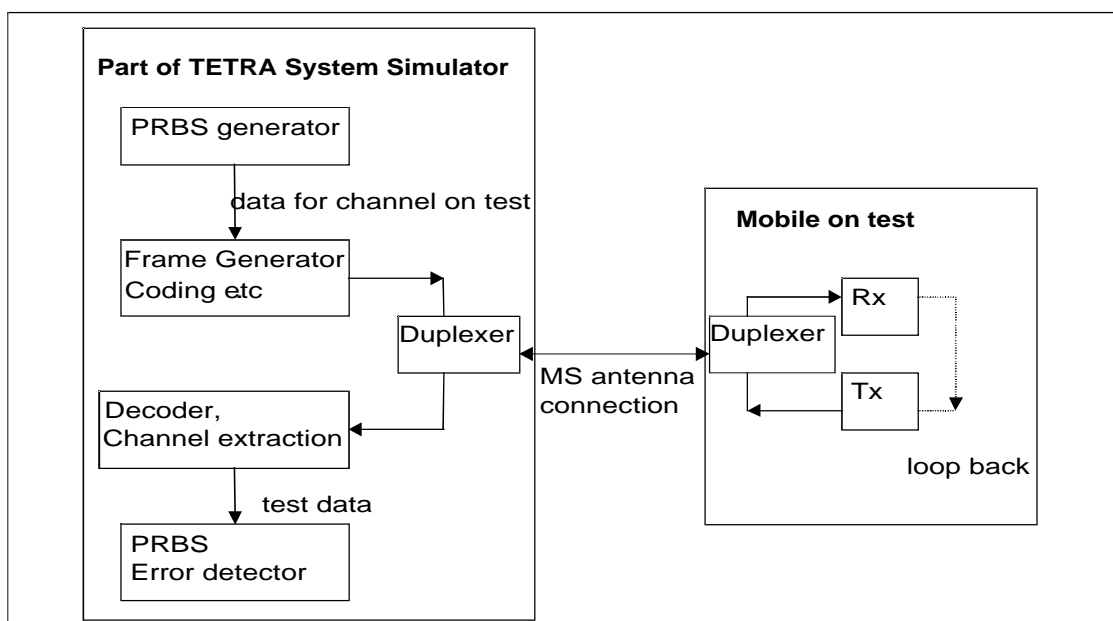 Part of TETRA System Simulator
PRBS generator
data for channel on test
Frame Generator
Coding etc
Duplexer
Decoder,
Channel extraction
test data
PRBS
Error detector
MS antenna
connection
Mobile on test
Rx
Duplexer
Tx
loop back